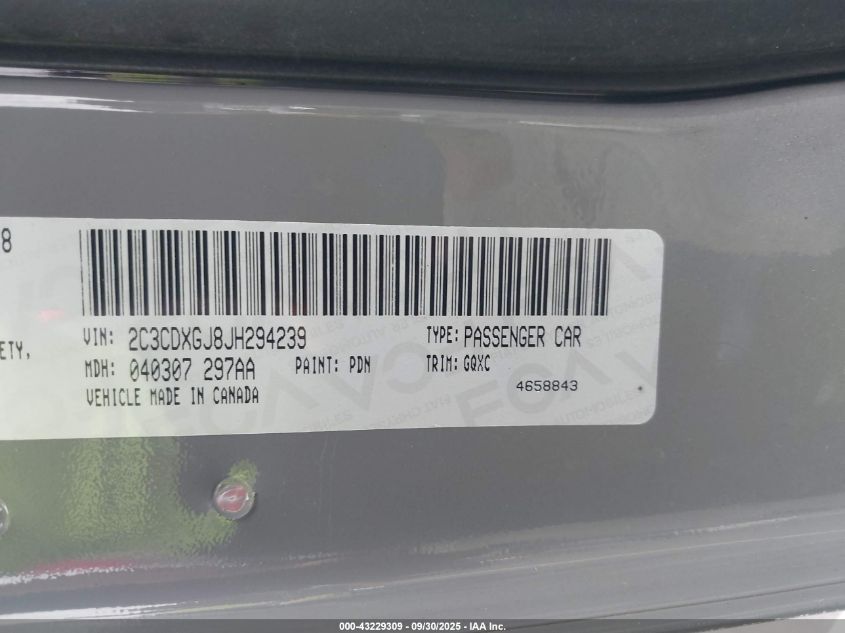 8
ETY,
VIN: 2C3CDXGJ8JH294239 TYPE: PASSENGER CAR
MDH: 040307 297AA PAINT: PDN TRIM: GQXC
VEHICLE MADE IN CANADA 4658843
000-43229309 - 09/30/2025 - IAA Inc.